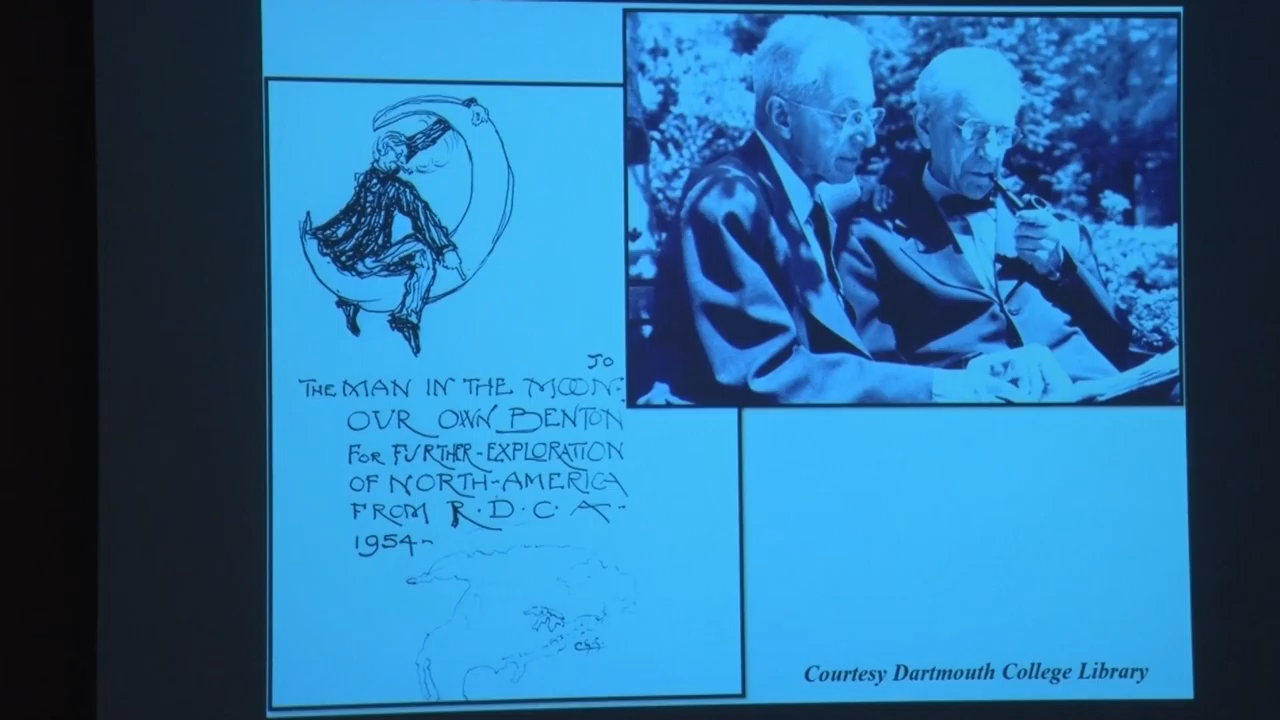 TO
THE MAN IN THE MOON:
OUR OWN BENTON
FOR FURTHER-EXPLORATION
OF NORTH-AMERICA
FROM R.D.C.A-
1954~
Courtesy Dartmouth College Library